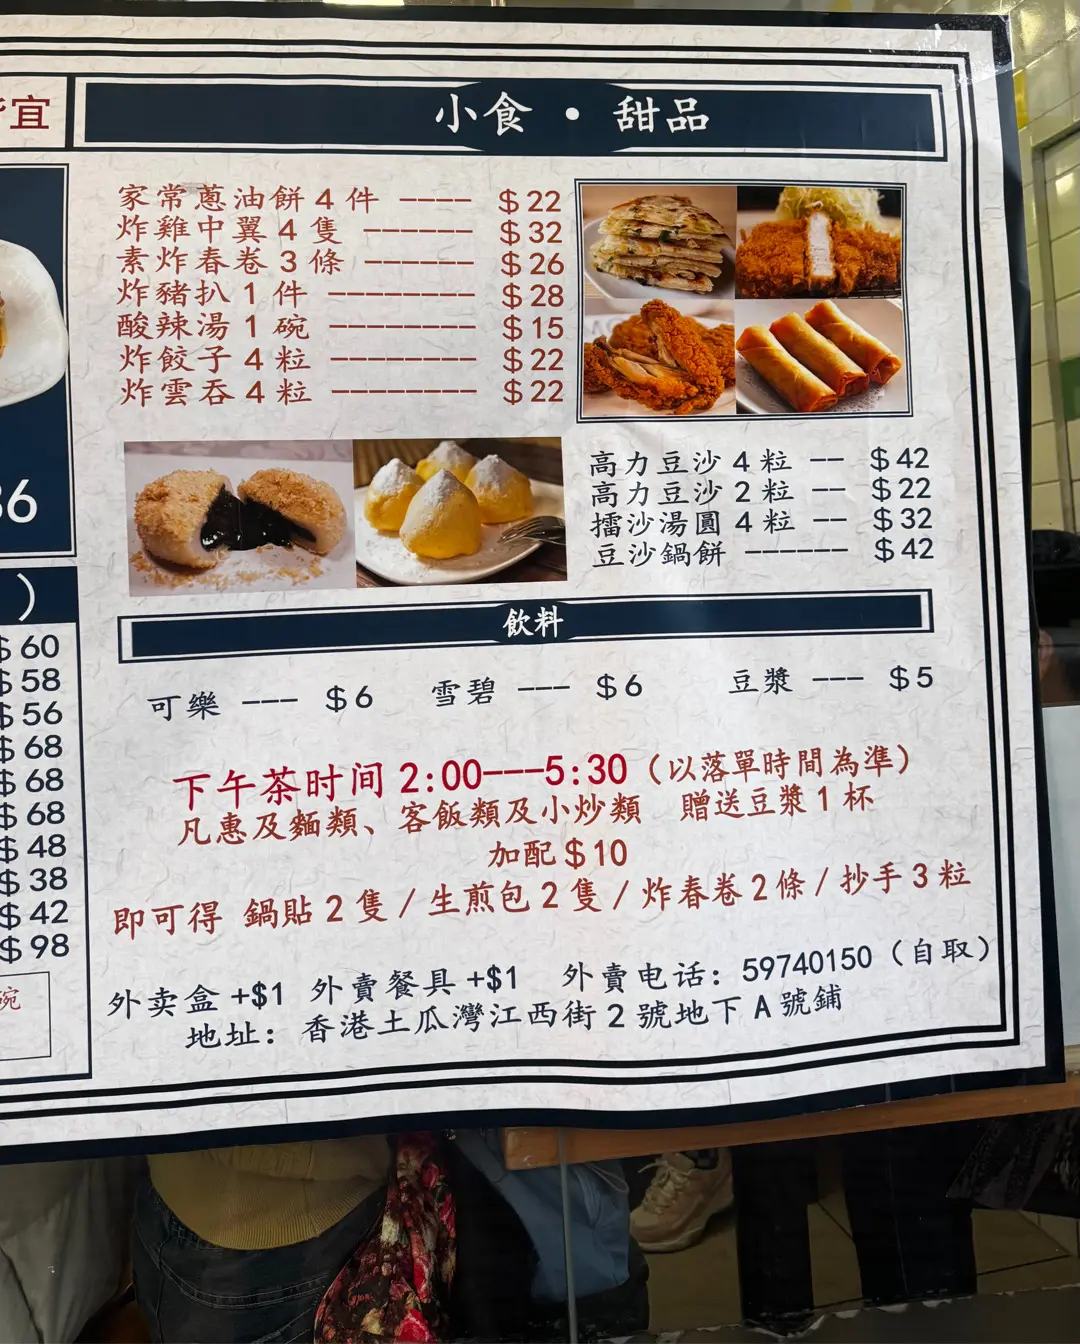 宜
小食 · 甜品
家常蔥油餅4件 ---- $22
炸雞中翼4隻 ------ $32
素炸春卷3條 ------ $26
炸豬扒1件 -------- $28
酸辣湯1碗 -------- $15
炸餃子4粒 -------- $22
炸雲吞4粒 -------- $22
高力豆沙4粒 -- $42
高力豆沙2粒 -- $22
擂沙湯圓4粒 -- $32
豆沙鍋餅 ------ $42
飲料
可樂 --- $6 雪碧 --- $6 豆漿 --- $5
下午茶时间 2:00---5:30（以落單時間為準）
凡惠及麵類、客飯類及小炒類 贈送豆漿1杯
加配$10
即可得 鍋貼2隻/生煎包2隻/炸春卷2條/抄手3粒
外卖盒+$1 外賣餐具+$1 外賣电话：59740150（自取）
地址：香港土瓜灣江西街2號地下A號鋪
36
）
$60
$58
$56
$68
$68
$68
$48
$38
$42
$98
碗